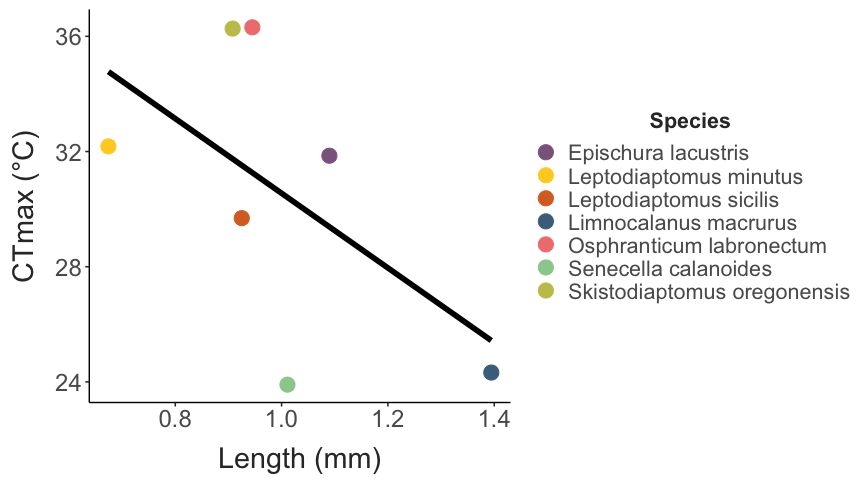 CTmax (°C)
36
32
28
24
0.8 1.0 1.2 1.4
Length (mm)
Species
Epischura lacustris
Leptodiaptomus minutus
Leptodiaptomus sicilis
Limnocalanus macrurus
Osphranticum labronectum
Senecella calanoides
Skistodiaptomus oregonensis